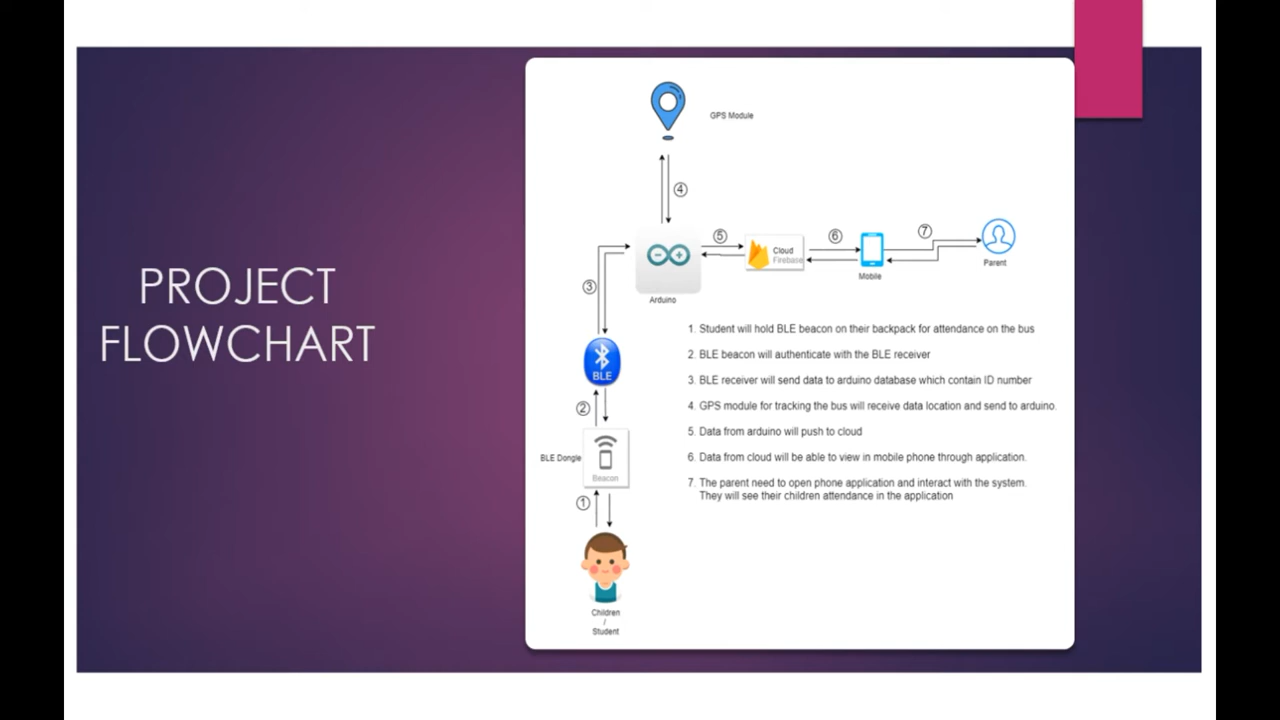 PROJECT
FLOWCHART
GPS Module
4
5
6
7
Cloud
Firebase
Mobile
Parent
Arduino
3
BLE
2
BLE Dongle
Beacon
1
Children
/
Student
1. Student will hold BLE beacon on their backpack for attendance on the bus
2. BLE beacon will authenticate with the BLE receiver
3. BLE receiver will send data to arduino database which contain ID number
4. GPS module for tracking the bus will receive data location and send to arduino.
5. Data from arduino will push to cloud
6. Data from cloud will be able to view in mobile phone through application.
7. The parent need to open phone application and interact with the system.
They will see their children attendance in the application